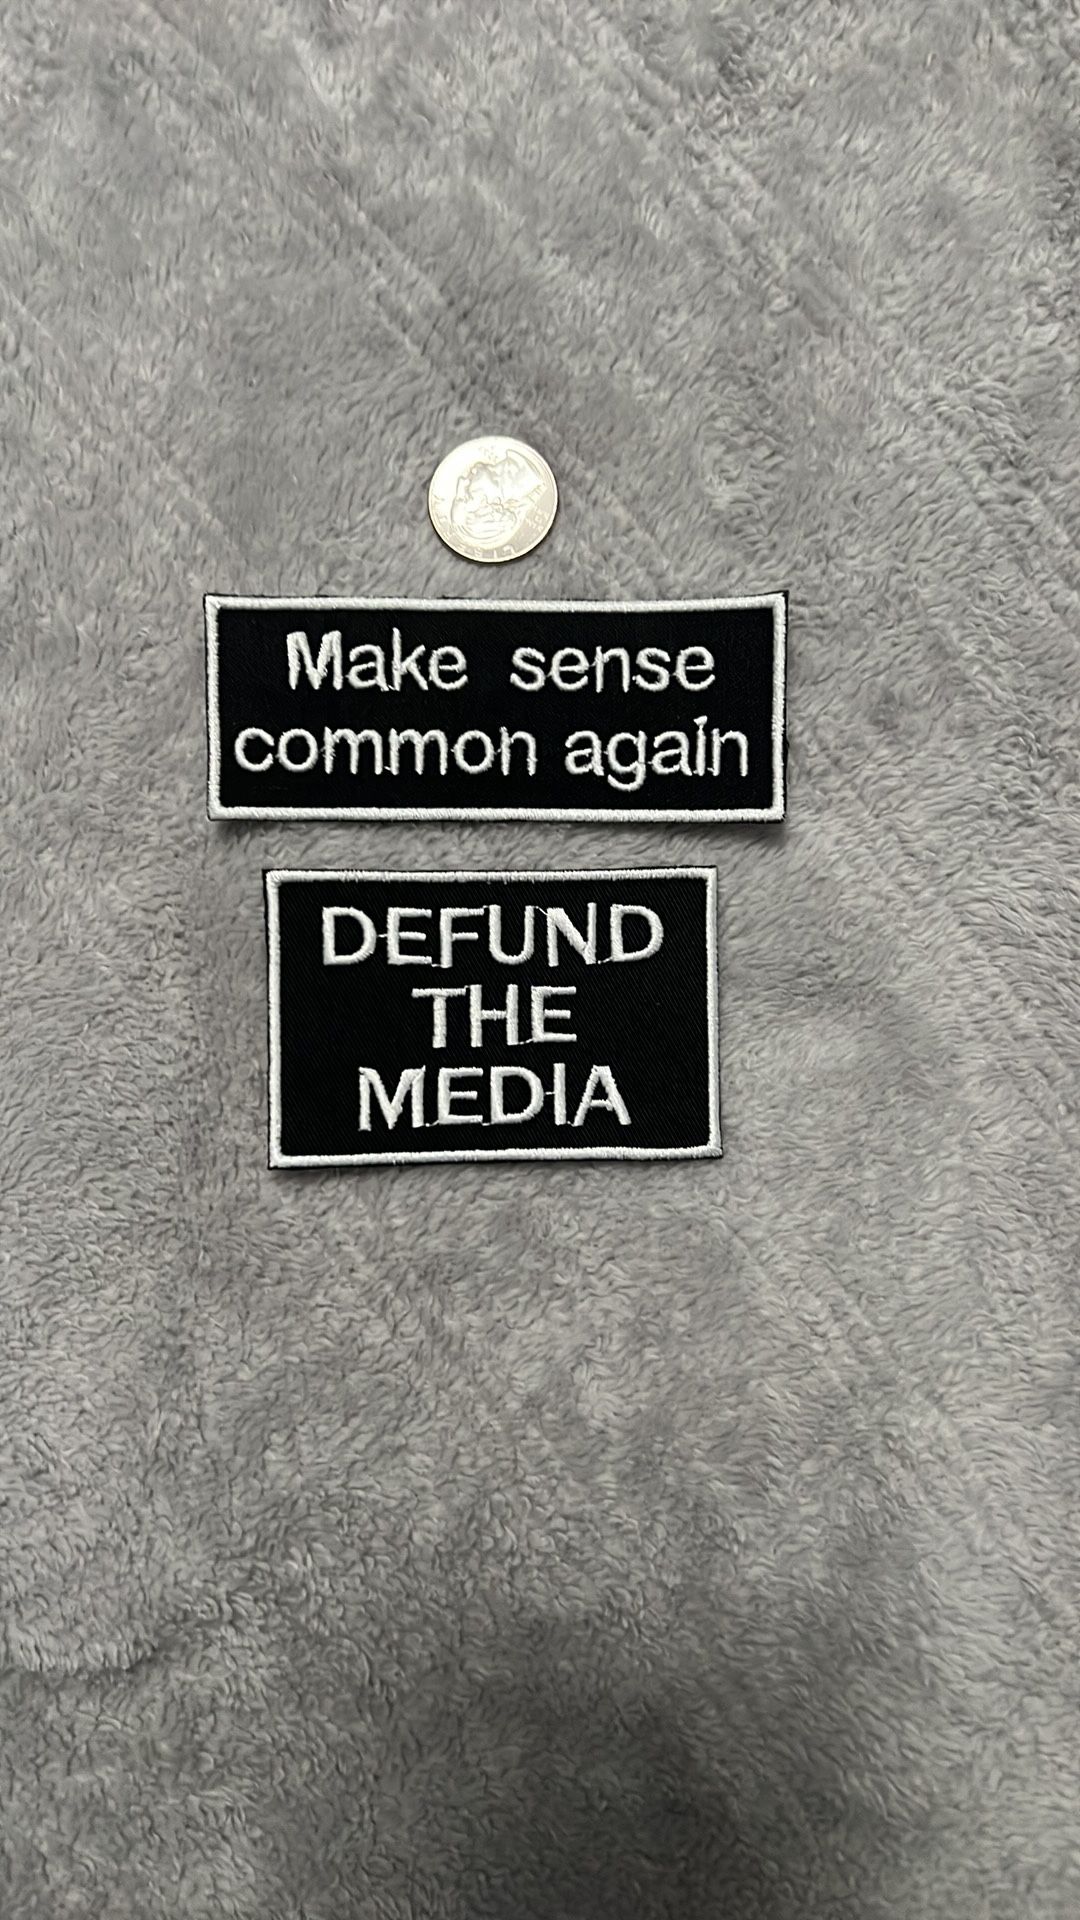 Make sense
common again
DEFUND
THE
MEDIA